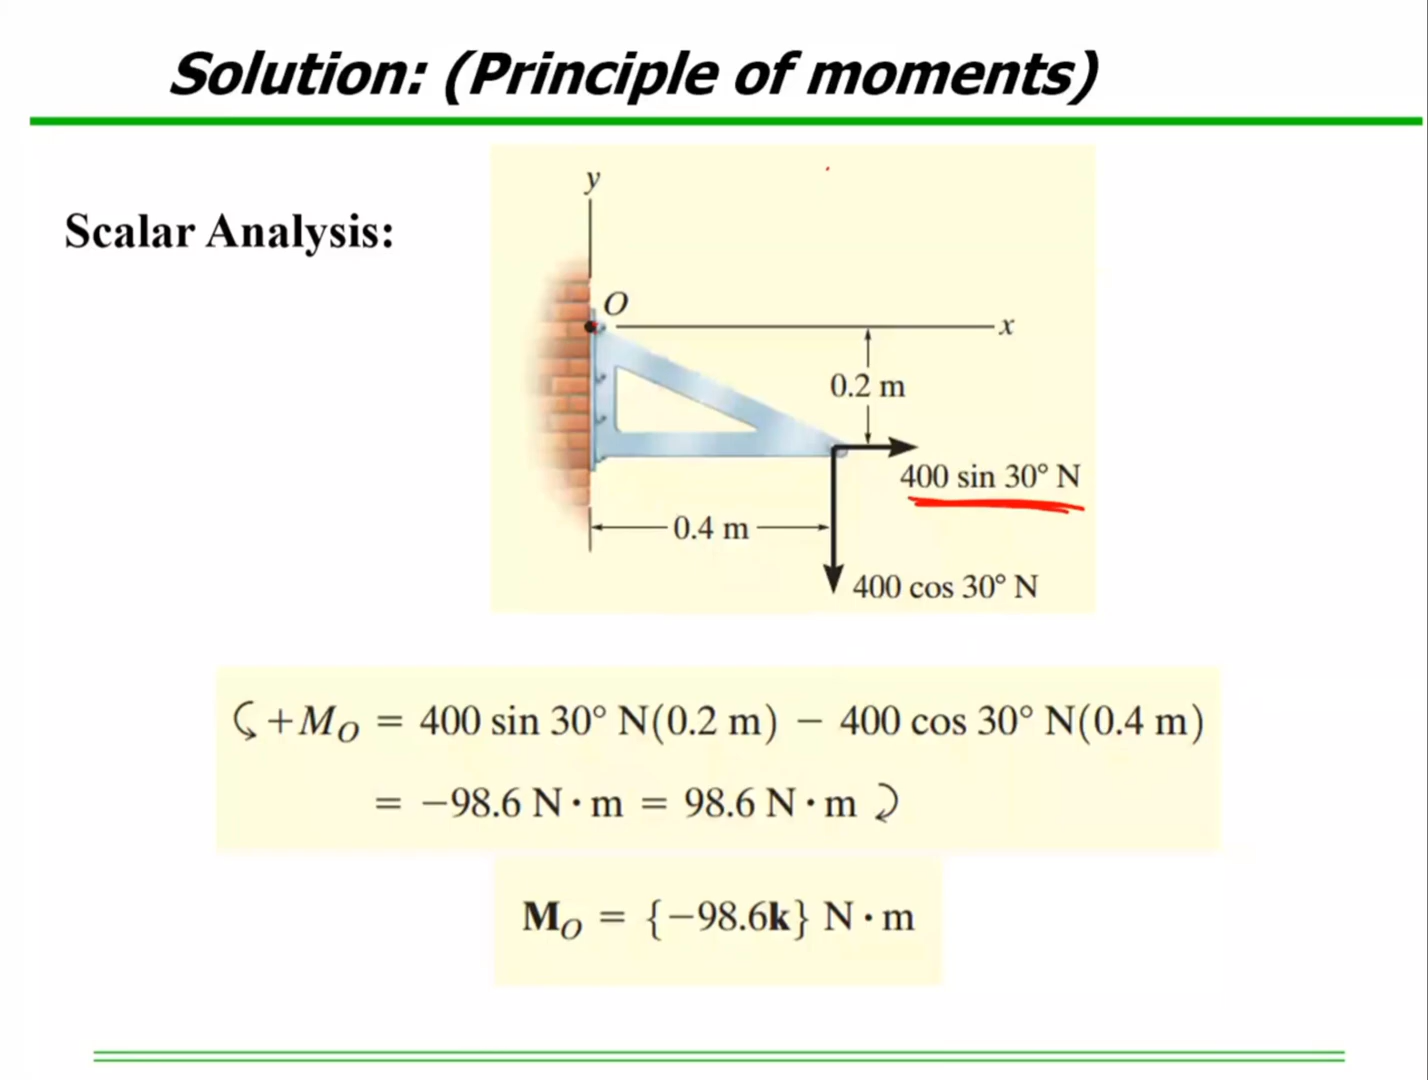 Solution: (Principle of moments)
Scalar Analysis:
y
O
x
0.2 m
400 sin 30° N
0.4 m
400 cos 30° N
↺ +M_O = 400 sin 30° N(0.2 m) − 400 cos 30° N(0.4 m)
= −98.6 N · m = 98.6 N · m ↻
M_O = {−98.6k} N · m